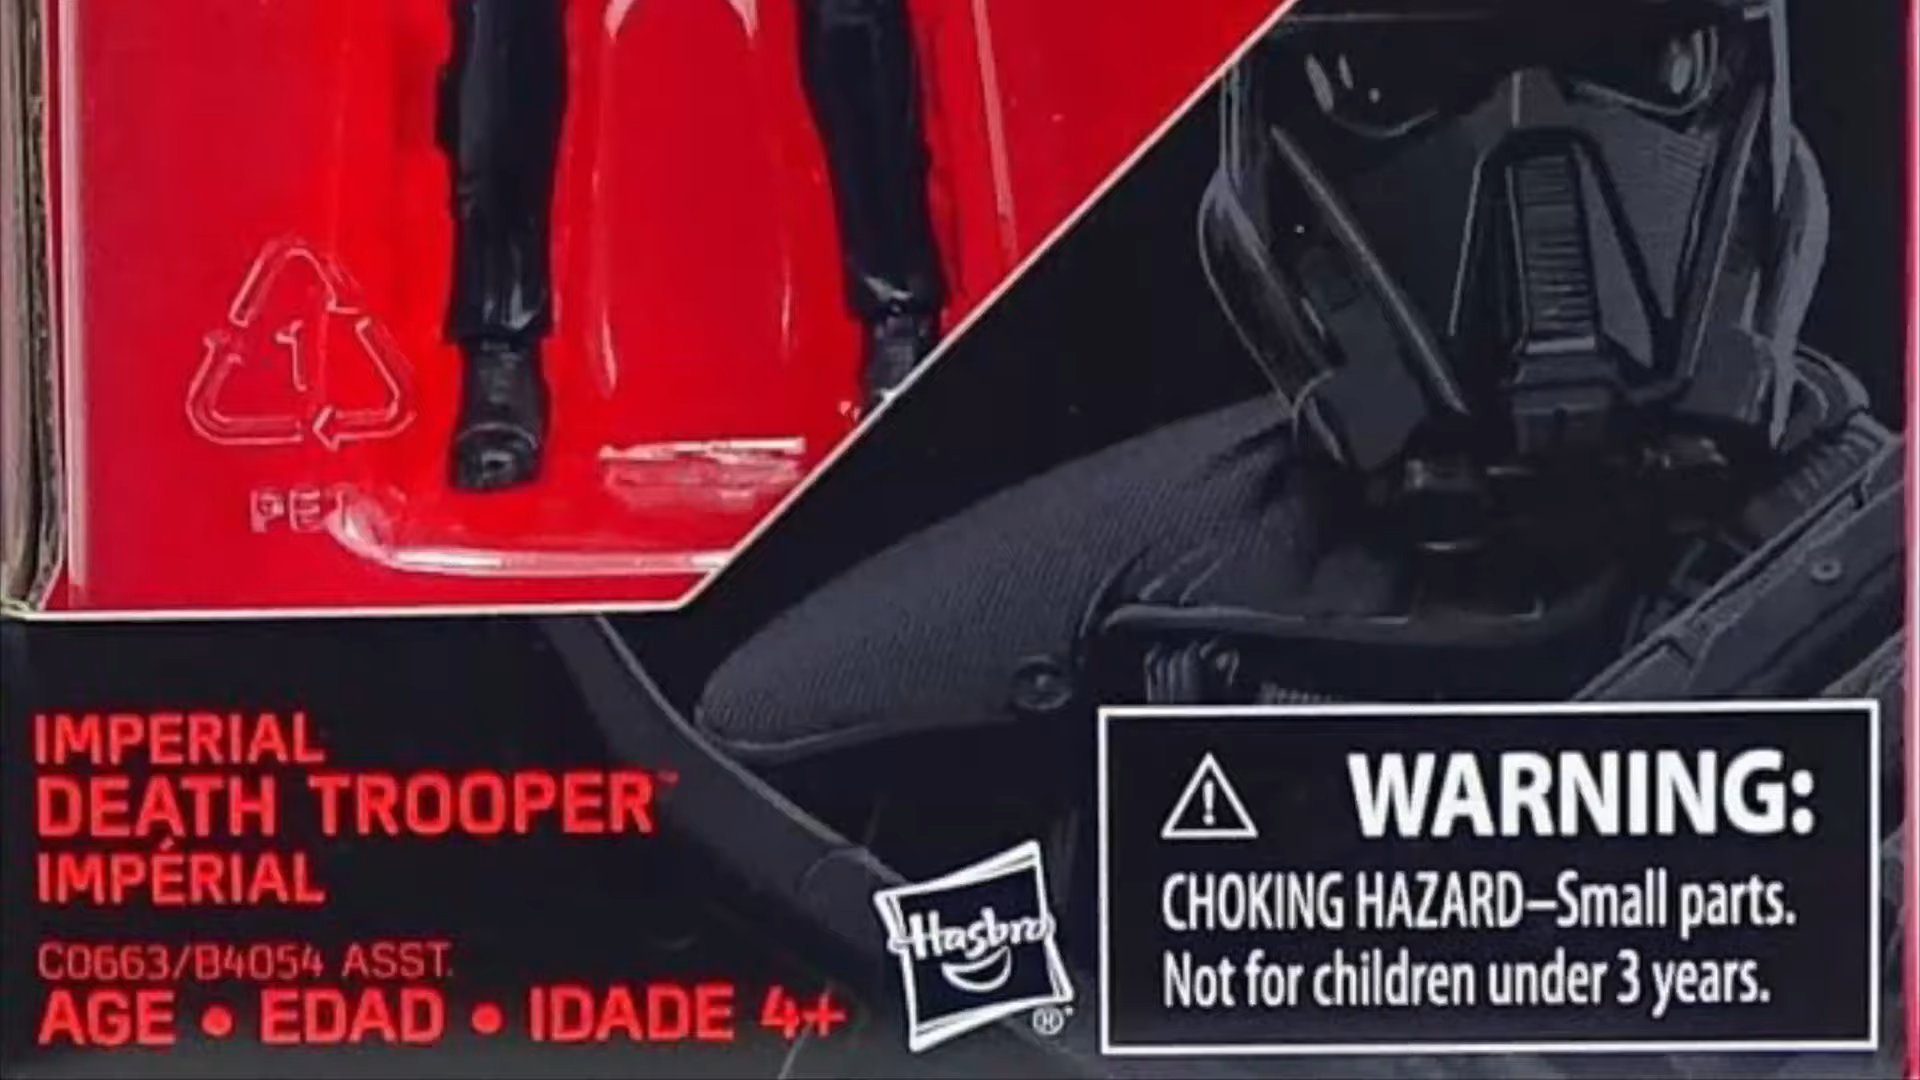 1
PET
IMPERIAL
DEATH TROOPER™
IMPÉRIAL
C0663/B4054 ASST.
AGE • EDAD • IDADE 4+
Hasbro
®*
WARNING:
CHOKING HAZARD–Small parts.
Not for children under 3 years.